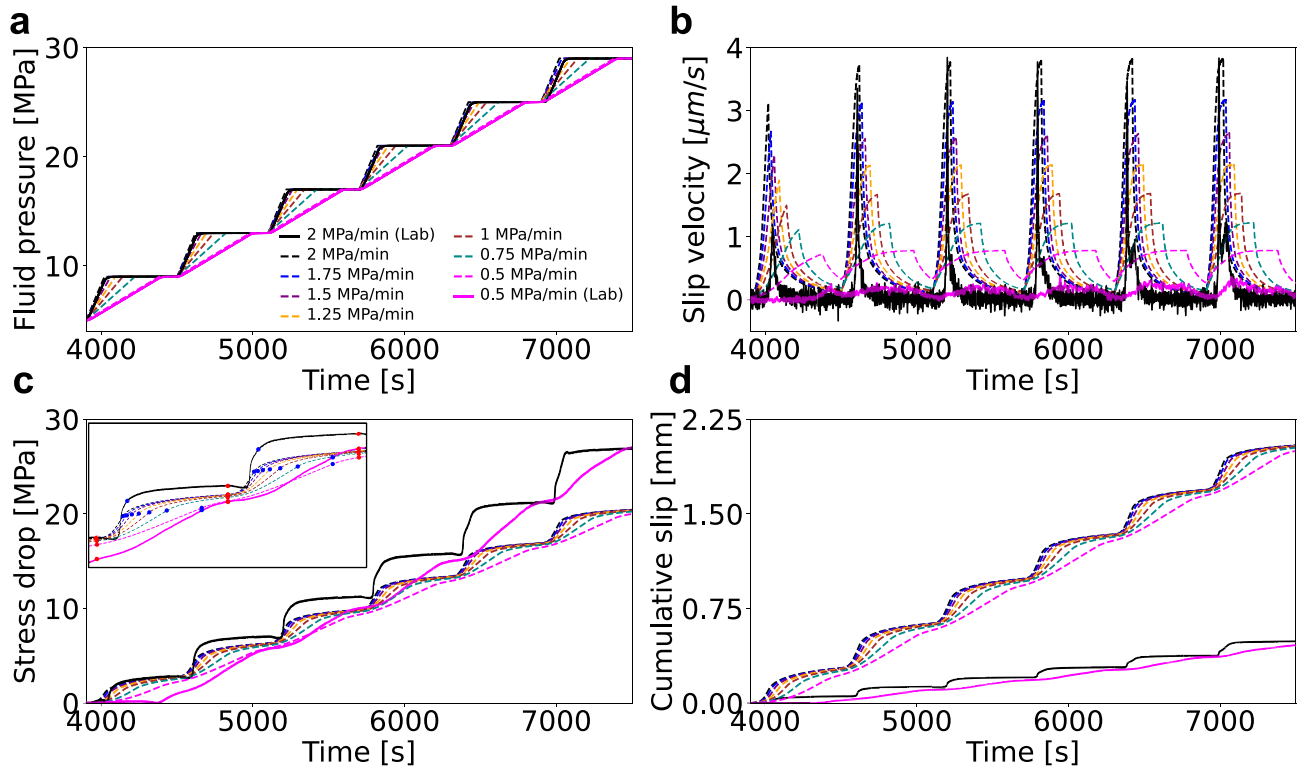 a
Fluid pressure [MPa]
30
20
10
4000 5000 6000 7000
Time [s]
2 MPa/min (Lab)
2 MPa/min
1.75 MPa/min
1.5 MPa/min
1.25 MPa/min
1 MPa/min
0.75 MPa/min
0.5 MPa/min
0.5 MPa/min (Lab)
b
Slip velocity [μm/s]
4
3
2
1
0
4000 5000 6000 7000
Time [s]
c
Stress drop [MPa]
30
20
10
0
4000 5000 6000 7000
Time [s]
d
Cumulative slip [mm]
2.25
1.50
0.75
0.00
4000 5000 6000 7000
Time [s]